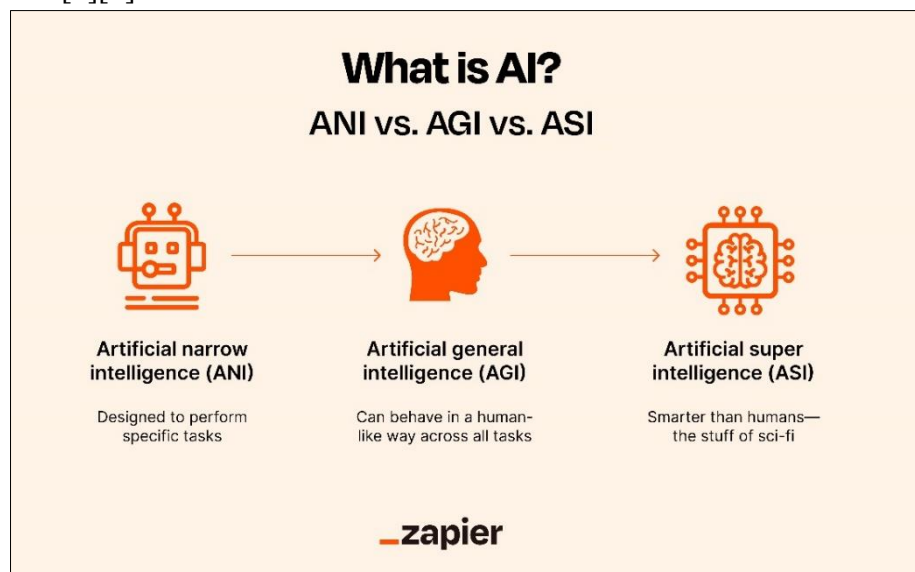 What is AI?
ANI vs. AGI vs. ASI
Artificial narrow
intelligence (ANI)
Designed to perform
specific tasks
Artificial general
intelligence (AGI)
Can behave in a human-
like way across all tasks
Artificial super
intelligence (ASI)
Smarter than humans—
the stuff of sci-fi
_zapier